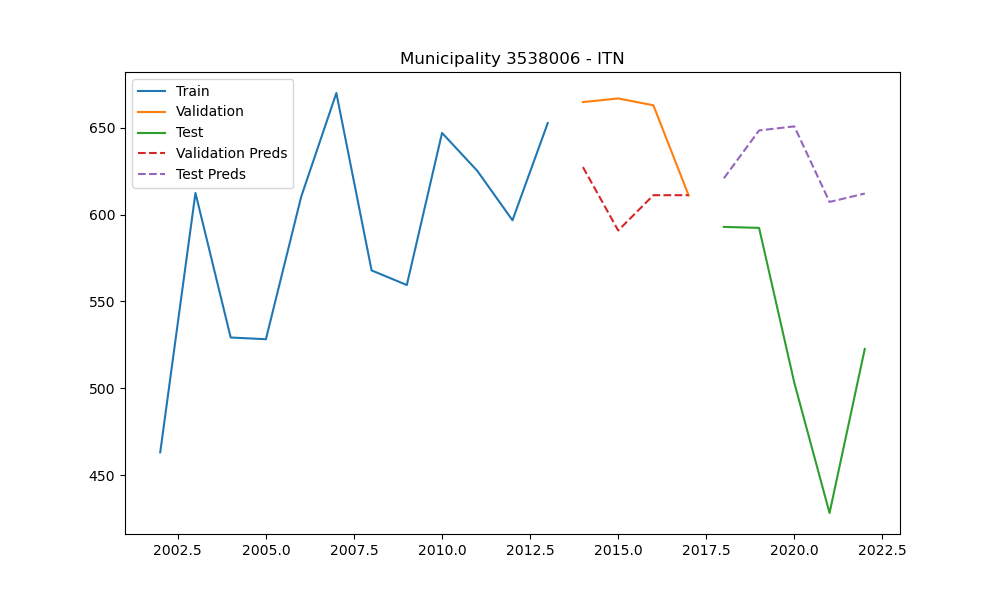 Municipality 3538006 - ITN
Train
Validation
Test
Validation Preds
Test Preds
650
600
550
500
450
2002.5 2005.0 2007.5 2010.0 2012.5 2015.0 2017.5 2020.0 2022.5